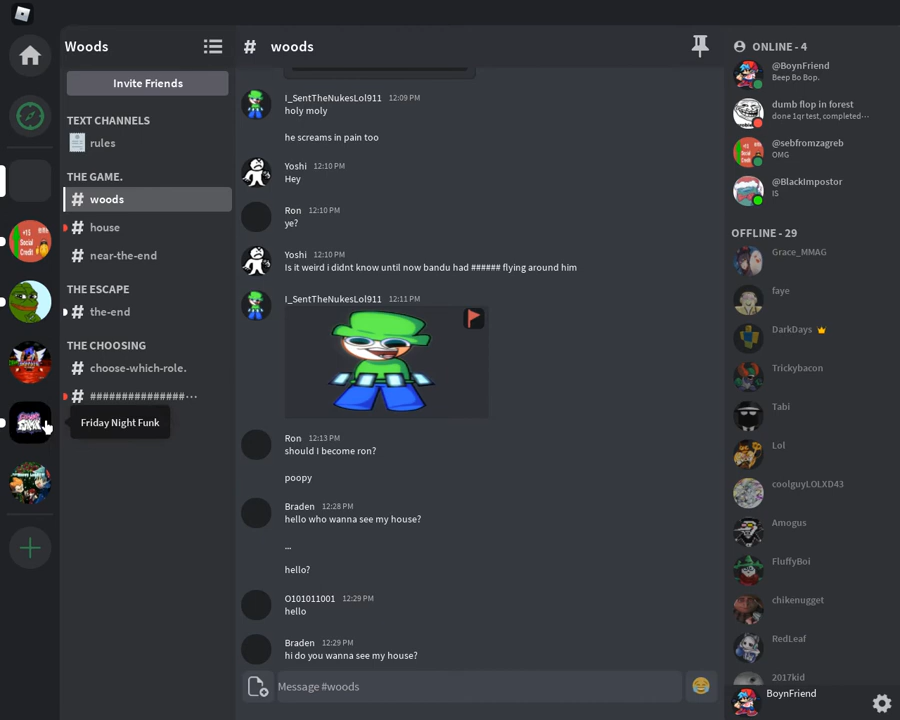 Woods
Invite Friends
TEXT CHANNELS
rules
THE GAME.
# woods
# house
# near-the-end
THE ESCAPE
# the-end
THE CHOOSING
# choose-which-role.
# ###############...
Friday Night Funk
# woods
I_SentTheNukesLol911 12:09 PM
holy moly
he screams in pain too
Yoshi 12:10 PM
Hey
Ron 12:10 PM
ye?
Yoshi 12:10 PM
Is it weird i didnt know until now bandu had ###### flying around him
I_SentTheNukesLol911 12:11 PM
Ron 12:13 PM
should I become ron?
poopy
Braden 12:28 PM
hello who wanna see my house?
...
hello?
O101011001 12:29 PM
hello
Braden 12:29 PM
hi do you wanna see my house?
Message #woods
ONLINE - 4
@BoynFriend
Beep Bo Bop.
dumb flop in forest
done 1qr test, completed...
@sebfromzagreb
OMG
@BlackImpostor
IS
OFFLINE - 29
Grace_MMAG
faye
DarkDays
Trickybacon
Tabi
Lol
coolguyLOLXD43
Amogus
FluffyBoi
chikenugget
RedLeaf
2017kid
BoynFriend
+15
Social
Credit